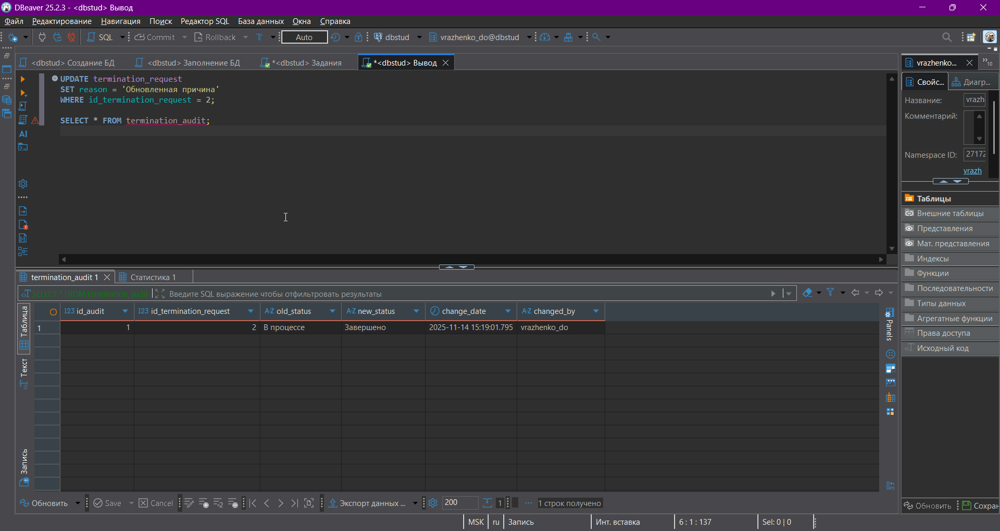 DBeaver 25.2.3 - <dbstud> Вывод
Файл Редактирование Навигация Поиск Редактор SQL База данных Окна Справка
SQL Commit Rollback Auto dbstud vrazhenko_do@dbstud
<dbstud> Создание БД <dbstud> Заполнение БД *<dbstud> Задания *<dbstud> Вывод
UPDATE termination_request
SET reason = 'Обновленная причина'
WHERE id_termination_request = 2;
SELECT * FROM termination_audit;
AI
termination_audit 1 Статистика 1
SELECT * FROM termination_audit Введите SQL выражение чтобы отфильтровать результаты
Таблица
Текст
Запись
123 id_audit 123 id_termination_request A-Z old_status A-Z new_status change_date A-Z changed_by
1 1 2 В процессе Завершено 2025-11-14 15:19:01.795 vrazhenko_do
Panels
Обновить Save Cancel Экспорт данных ... 200 1 ... 1 строк получено
vrazhenko... 10
Свойс... Диагр...
Название: vrazh
Комментарий:
Namespace ID: 27172
vrazh
Таблицы
Внешние таблицы
Представления
Мат. представления
Индексы
Функции
Последовательности
Типы данных
Агрегатные функции
Права доступа
Исходный код
Обновить Сохран
MSK ru Запись Инт. вставка 6 : 1 : 137 Sel: 0 | 0